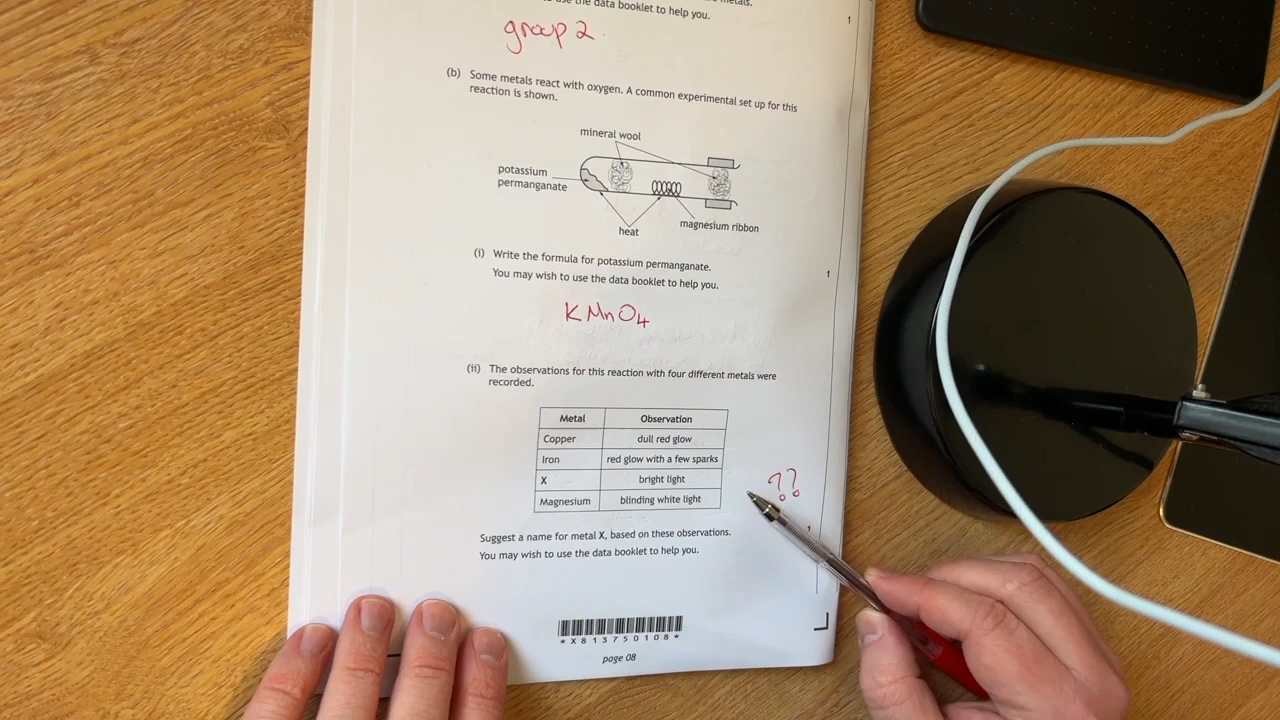 the data booklet to help you.
1
group 2.
(b) Some metals react with oxygen. A common experimental set up for this
reaction is shown.
mineral wool
potassium
permanganate
magnesium ribbon
heat
(i) Write the formula for potassium permanganate.
1
You may wish to use the data booklet to help you.
KMnO4
(ii) The observations for this reaction with four different metals were
recorded.
Metal Observation
Copper dull red glow
Iron red glow with a few sparks
X bright light
Magnesium blinding white light
??
Suggest a name for metal X, based on these observations.
1
You may wish to use the data booklet to help you.
*X813750108*
page 08